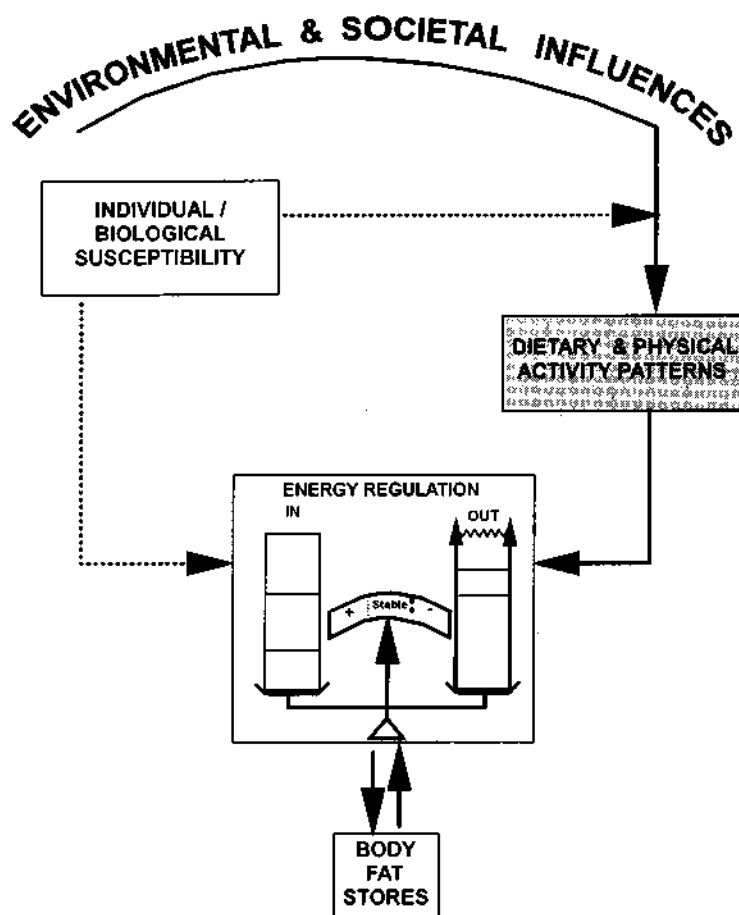 ENVIRONMENTAL & SOCIETAL INFLUENCES
INDIVIDUAL /
BIOLOGICAL
SUSCEPTIBILITY
DIETARY & PHYSICAL
ACTIVITY PATTERNS
ENERGY REGULATION
IN
OUT
+ Stable -
BODY
FAT
STORES